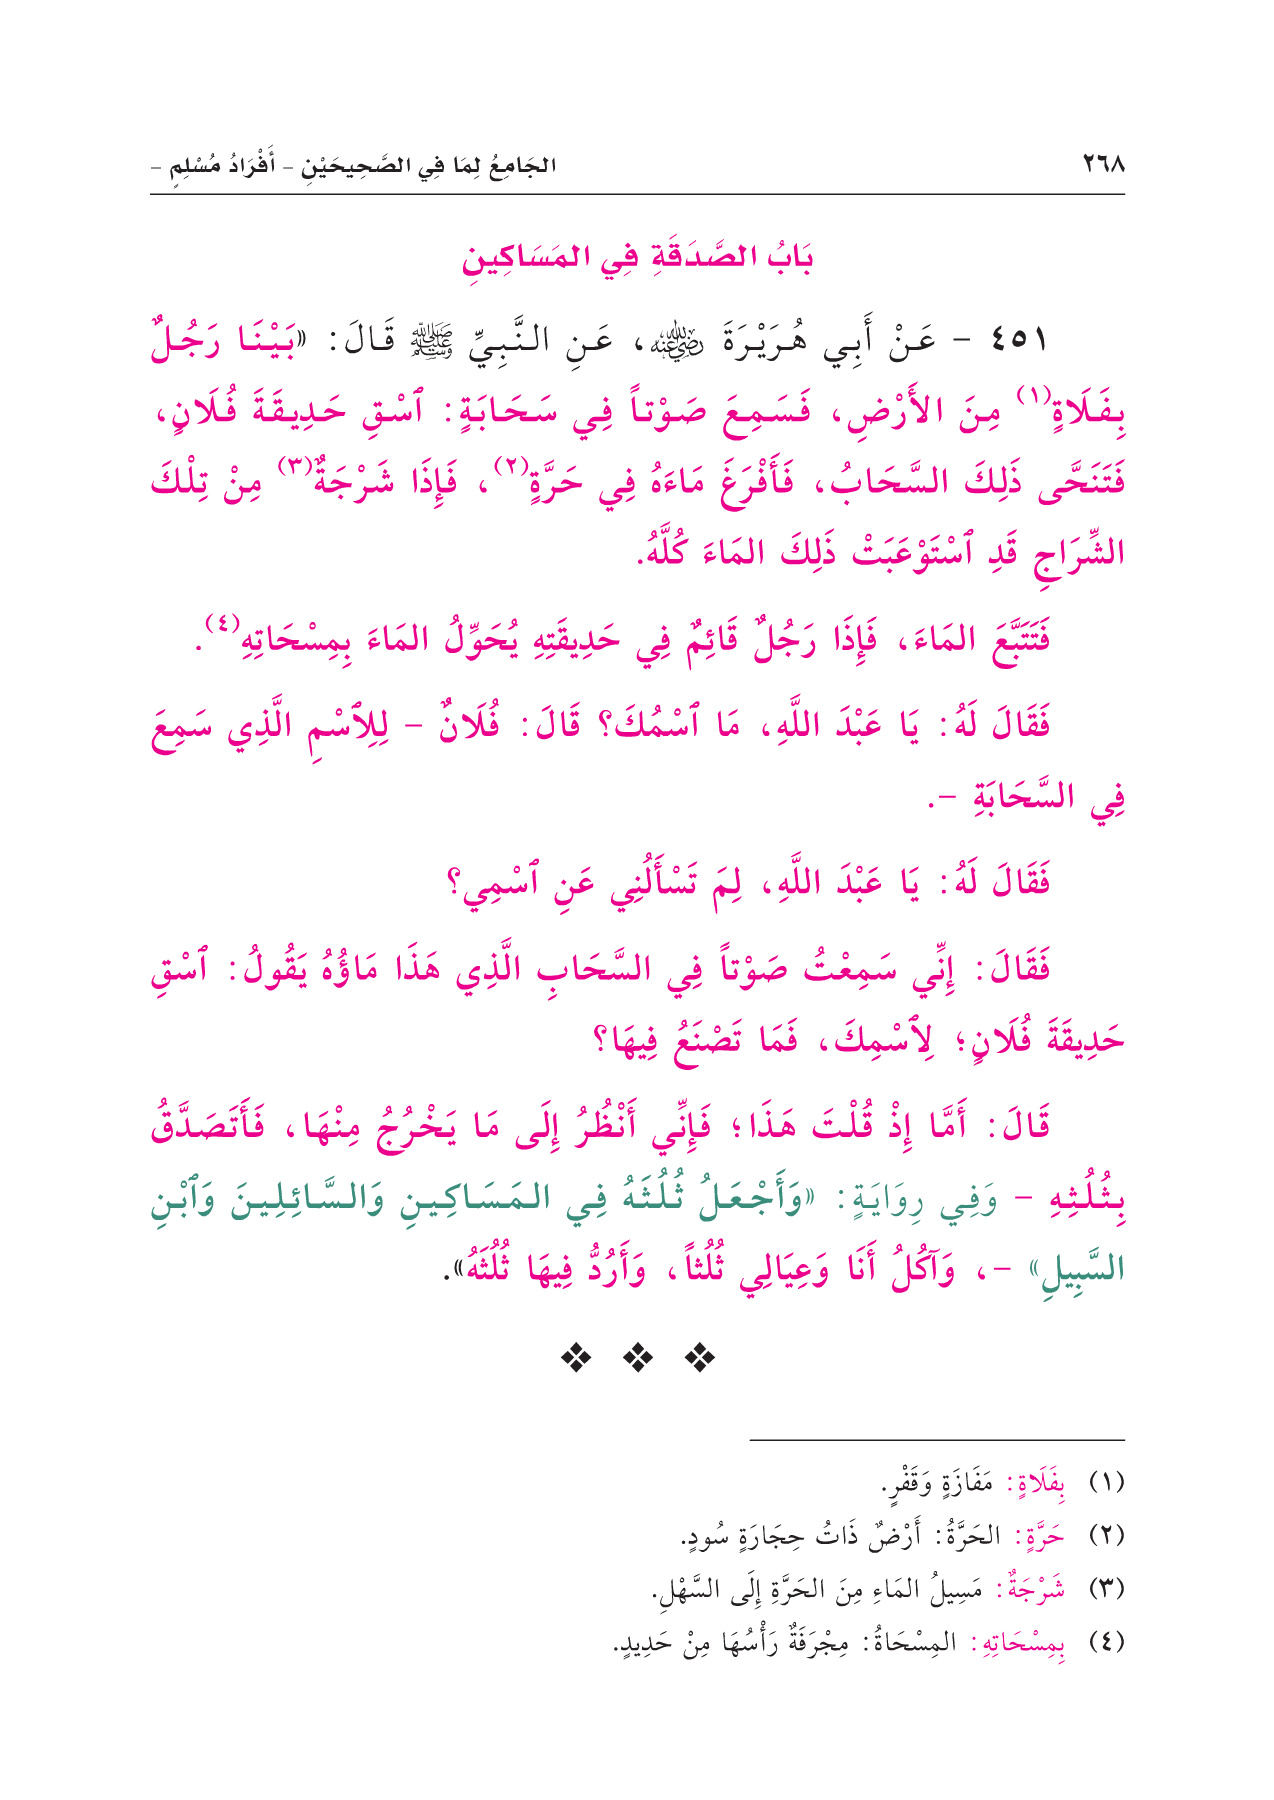 ٢٦٨ الجَامِعُ لِمَا فِي الصَّحِيحَيْنِ - أَفْرَادُ مُسْلِمٍ -
بَابُ الصَّدَقَةِ فِي المَسَاكِينِ
٤٥١ - عَنْ أَبِي هُرَيْرَةَ رضي الله عنه، عَنِ النَّبِيِّ ﷺ قَالَ: «بَيْنَا رَجُلٌ
بِفَلَاةٍ(١) مِنَ الأَرْضِ، فَسَمِعَ صَوْتاً فِي سَحَابَةٍ: ٱسْقِ حَدِيقَةَ فُلَانٍ،
فَتَنَحَّى ذَلِكَ السَّحَابُ، فَأَفْرَغَ مَاءَهُ فِي حَرَّةٍ(٢)، فَإِذَا شَرْجَةٌ(٣) مِنْ تِلْكَ
الشِّرَاجِ قَدِ ٱسْتَوْعَبَتْ ذَلِكَ المَاءَ كُلَّهُ.
فَتَتَبَّعَ المَاءَ، فَإِذَا رَجُلٌ قَائِمٌ فِي حَدِيقَتِهِ يُحَوِّلُ المَاءَ بِمِسْحَاتِهِ(٤).
فَقَالَ لَهُ: يَا عَبْدَ اللَّهِ، مَا ٱسْمُكَ؟ قَالَ: فُلَانٌ - لِلِٱسْمِ الَّذِي سَمِعَ
فِي السَّحَابَةِ -.
فَقَالَ لَهُ: يَا عَبْدَ اللَّهِ، لِمَ تَسْأَلُنِي عَنِ ٱسْمِي؟
فَقَالَ: إِنِّي سَمِعْتُ صَوْتاً فِي السَّحَابِ الَّذِي هَذَا مَاؤُهُ يَقُولُ: ٱسْقِ
حَدِيقَةَ فُلَانٍ؛ لِٱسْمِكَ، فَمَا تَصْنَعُ فِيهَا؟
قَالَ: أَمَّا إِذْ قُلْتَ هَذَا؛ فَإِنِّي أَنْظُرُ إِلَى مَا يَخْرُجُ مِنْهَا، فَأَتَصَدَّقُ
بِثُلُثِهِ - وَفِي رِوَايَةٍ: «وَأَجْعَلُ ثُلُثَهُ فِي المَسَاكِينِ وَالسَّائِلِينَ وَٱبْنِ
السَّبِيلِ» -، وَآكُلُ أَنَا وَعِيَالِي ثُلُثاً، وَأَرُدُّ فِيهَا ثُلُثَهُ».
(١) بِفَلَاةٍ: مَفَازَةٍ وَقَفْرٍ.
(٢) حَرَّةٍ: الحَرَّةُ: أَرْضٌ ذَاتُ حِجَارَةٍ سُودٍ.
(٣) شَرْجَةٌ: مَسِيلُ المَاءِ مِنَ الحَرَّةِ إِلَى السَّهْلِ.
(٤) بِمِسْحَاتِهِ: المِسْحَاةُ: مِجْرَفَةٌ رَأْسُهَا مِنْ حَدِيدٍ.